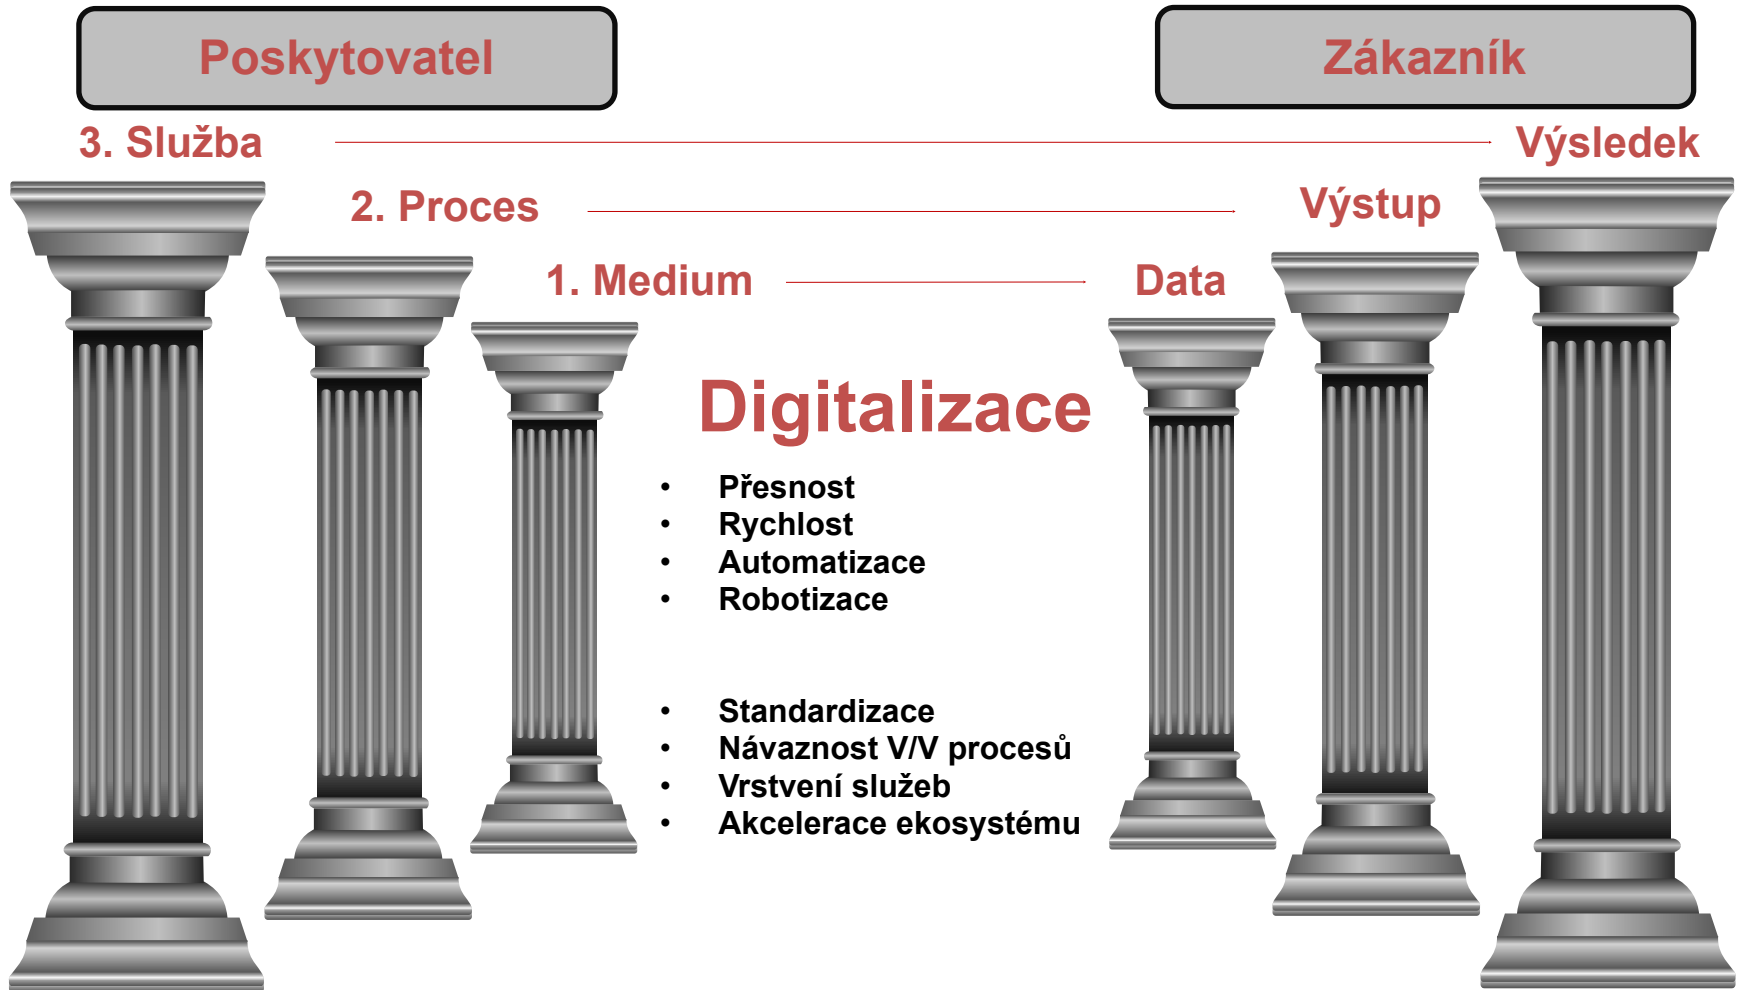 Poskytovatel
Zákazník
3. Služba
Výsledek
2. Proces
Výstup
1. Medium
Data
Digitalizace
• Přesnost
• Rychlost
• Automatizace
• Robotizace
• Standardizace
• Návaznost V/V procesů
• Vrstvení služeb
• Akcelerace ekosystému